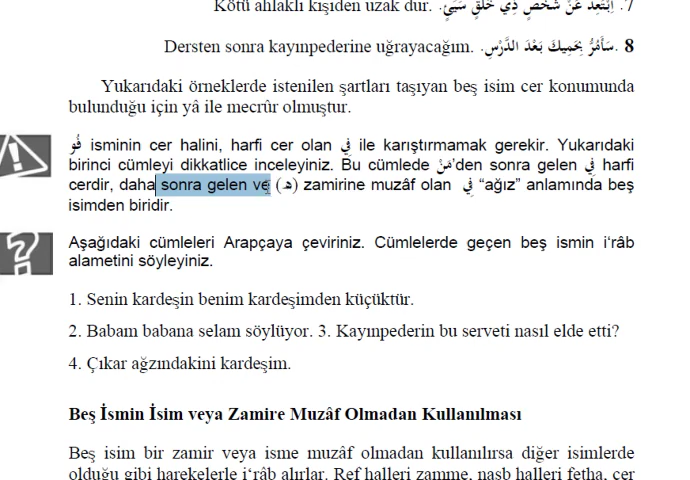 Kötü ahlaklı kişiden uzak dur. .اِبْتَعِدْ عَنْ شَخْصٍ ذِي خُلُقٍ سَيِّئٍ .7
Dersten sonra kayınpederine uğrayacağım. .سَأَمُرُّ بِحَمِيكَ بَعْدَ الدَّرْسِ .8
Yukarıdaki örneklerde istenilen şartları taşıyan beş isim cer konumunda
bulunduğu için yâ ile mecrûr olmuştur.
فُو isminin cer halini, harfi cer olan فِي ile karıştırmamak gerekir. Yukarıdaki
birinci cümleyi dikkatlice inceleyiniz. Bu cümlede مَنْ’den sonra gelen فِي harfi
cerdir, daha sonra gelen ve (هـ) zamirine muzâf olan فِي “ağız” anlamında beş
isimden biridir.
Aşağıdaki cümleleri Arapçaya çeviriniz. Cümlelerde geçen beş ismin i‘râb
alametini söyleyiniz.
1. Senin kardeşin benim kardeşimden küçüktür.
2. Babam babana selam söylüyor. 3. Kayınpederin bu serveti nasıl elde etti?
4. Çıkar ağzındakini kardeşim.
Beş İsmin İsim veya Zamire Muzâf Olmadan Kullanılması
Beş isim bir zamir veya isme muzâf olmadan kullanılırsa diğer isimlerde
olduğu gibi harekelerle i‘râb alırlar. Ref halleri zamme, nasb halleri fetha, cer